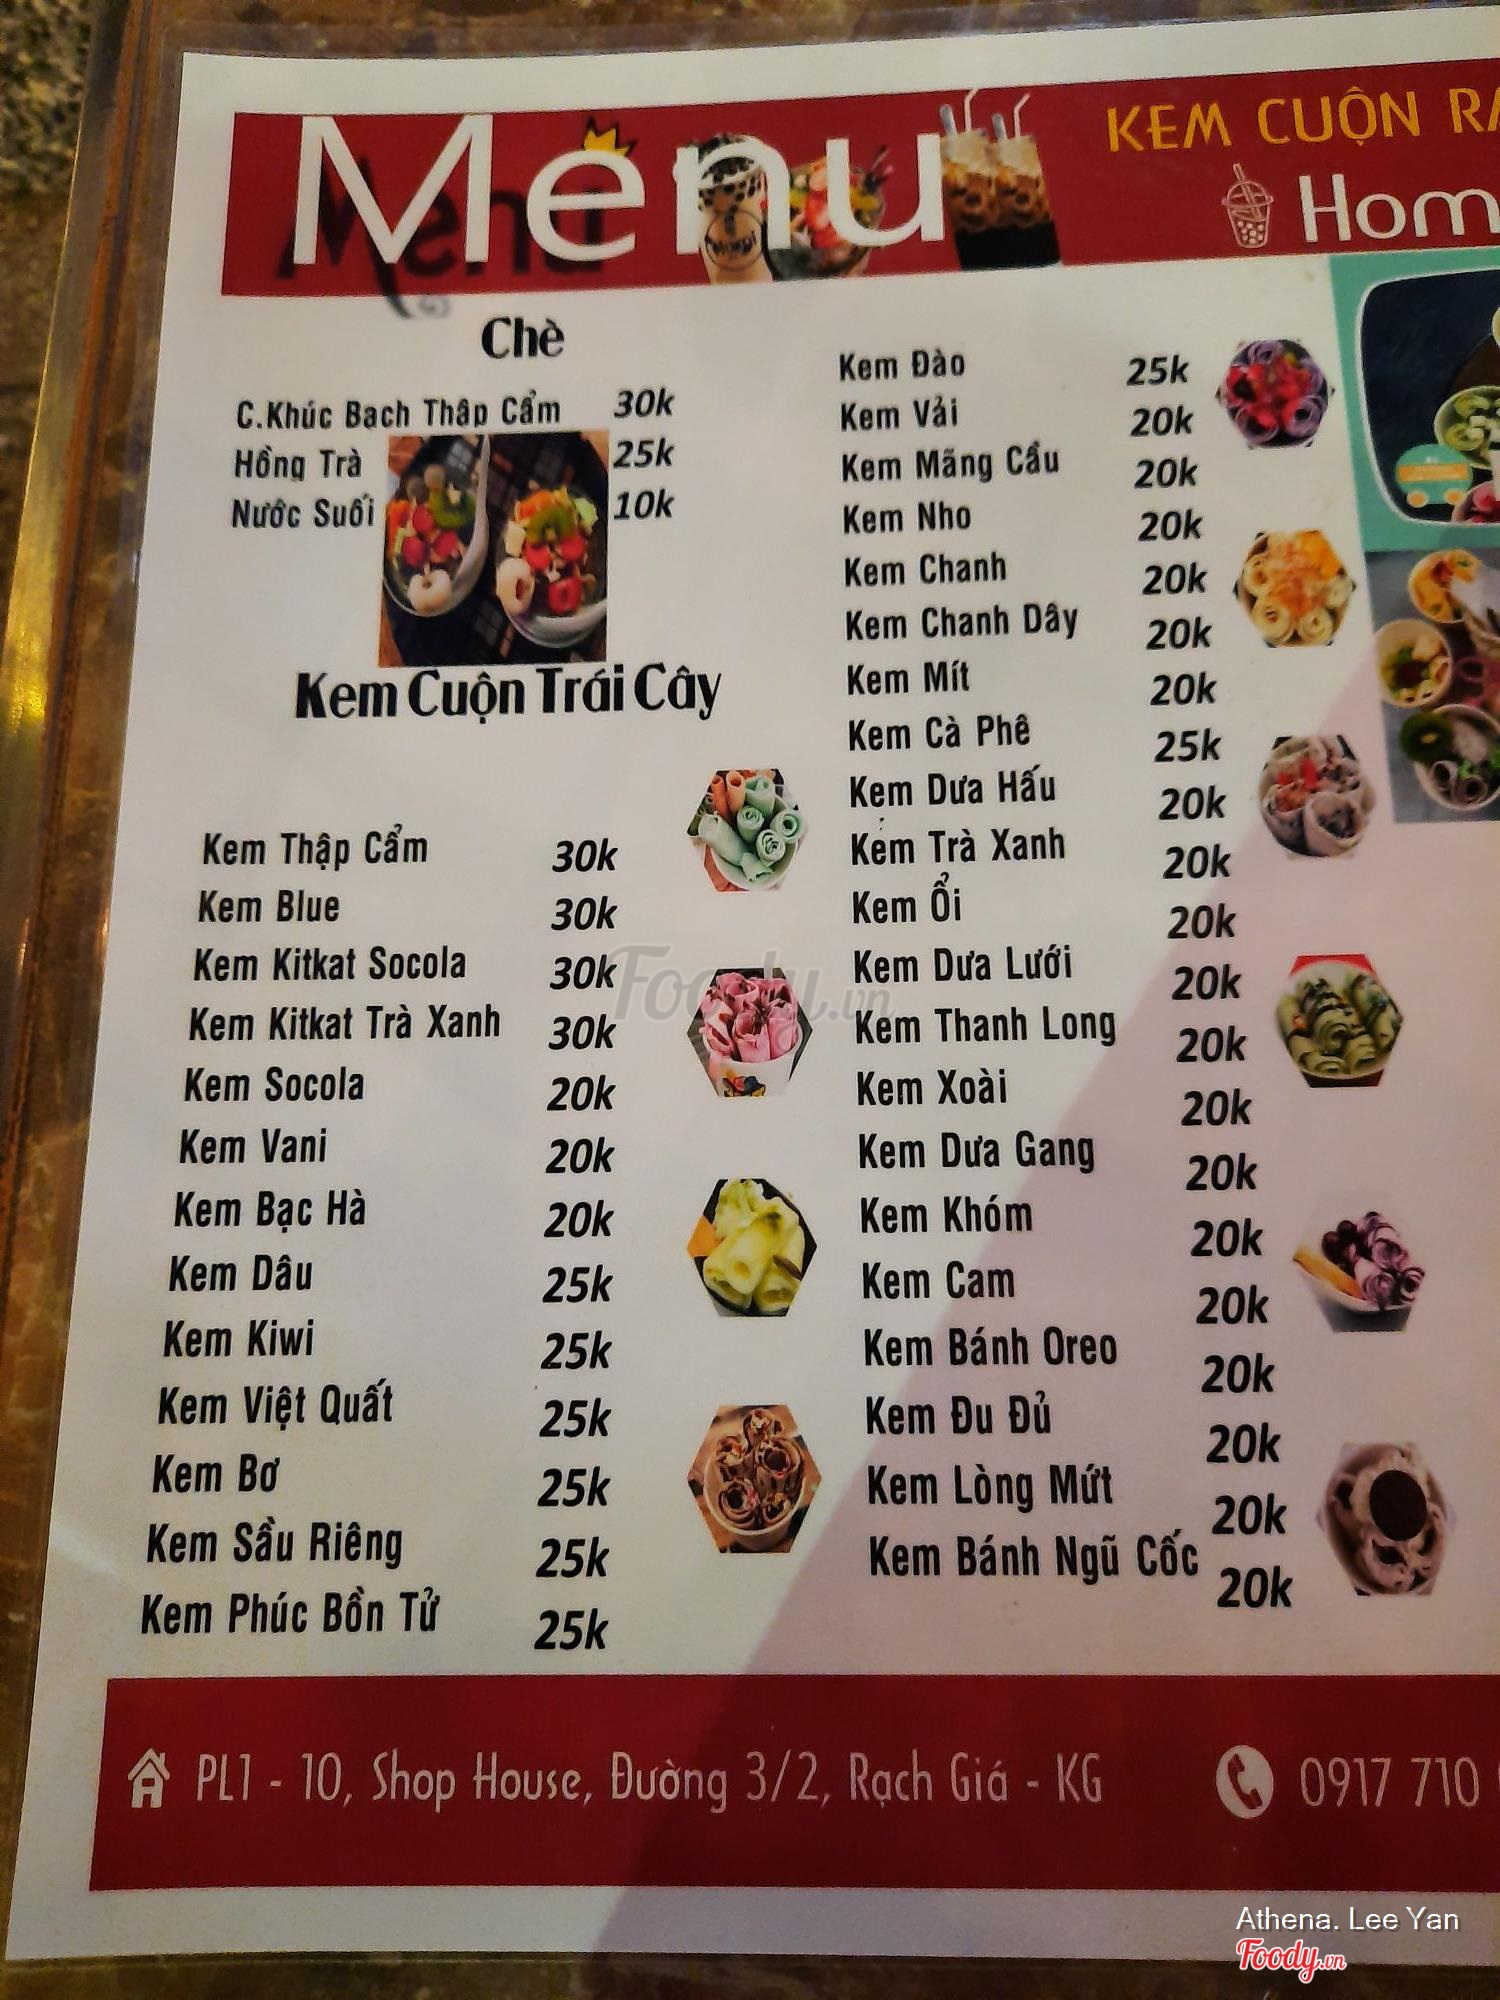 Menu
KEM CUỘN
Hom
Chè
C.Khúc Bạch Thập Cẩm 30k
Hồng Trà 25k
Nước Suối 10k
Kem Cuộn Trái Cây
Kem Thập Cẩm 30k
Kem Blue 30k
Kem Kitkat Socola 30k
Kem Kitkat Trà Xanh 30k
Kem Socola 20k
Kem Vani 20k
Kem Bạc Hà 20k
Kem Dâu 25k
Kem Kiwi 25k
Kem Việt Quất 25k
Kem Bơ 25k
Kem Sầu Riêng 25k
Kem Phúc Bồn Tử 25k
Kem Đào 25k
Kem Vải 20k
Kem Mãng Cầu 20k
Kem Nho 20k
Kem Chanh 20k
Kem Chanh Dây 20k
Kem Mít 20k
Kem Cà Phê 25k
Kem Dưa Hấu 20k
Kem Trà Xanh 20k
Kem Ổi 20k
Kem Dưa Lưới 20k
Kem Thanh Long 20k
Kem Xoài 20k
Kem Dưa Gang 20k
Kem Khóm 20k
Kem Cam 20k
Kem Bánh Oreo 20k
Kem Đu Đủ 20k
Kem Lòng Mứt 20k
Kem Bánh Ngũ Cốc 20k
PL1 - 10, Shop House, Đường 3/2, Rạch Giá - KG
0917 710
Foody.vn
Athena. Lee Yan
Foody.vn